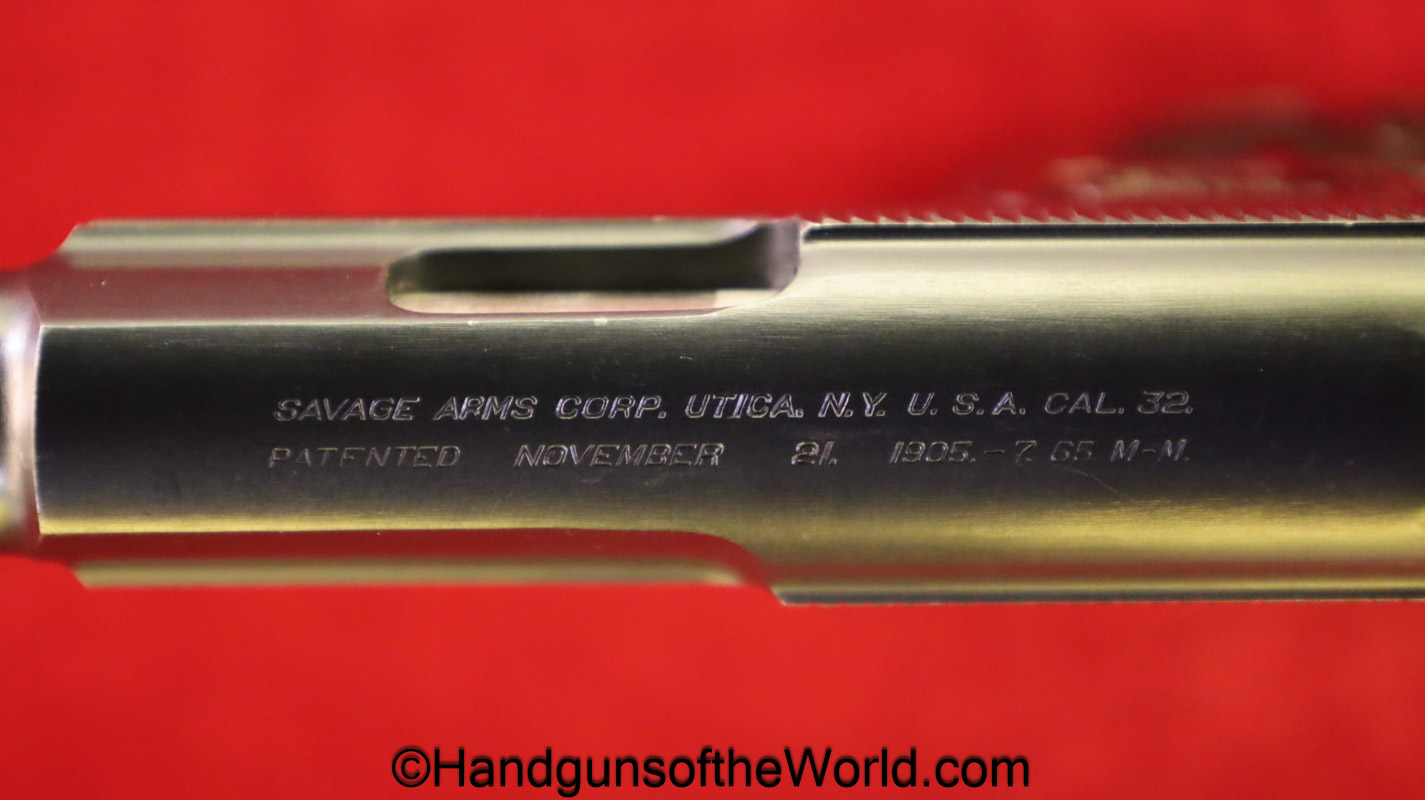 SAVAGE ARMS CORP. UTICA. N.Y. U.S.A. CAL. 32.
PATENTED NOVEMBER 21. 1905.-7.65 M-M.
©HandgunsoftheWorld.com